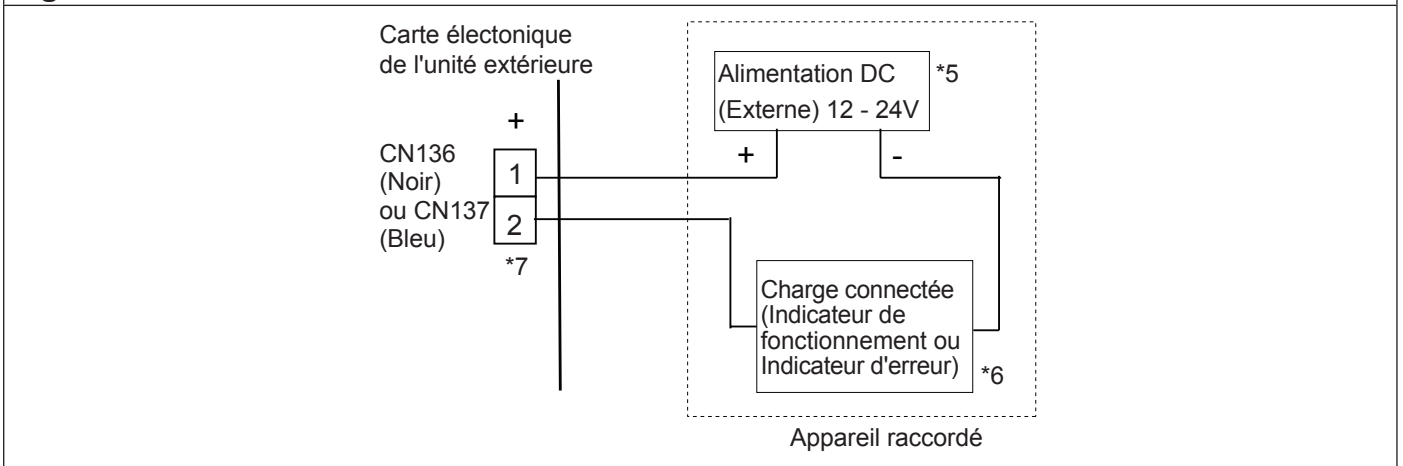 Carte électonique
de l'unité extérieure
+
CN136
(Noir)
ou CN137
(Bleu)
1
2
*7
Alimentation DC
(Externe) 12 - 24V
*5
+
-
Charge connectée
(Indicateur de
fonctionnement ou
Indicateur d'erreur)
*6
Appareil raccordé